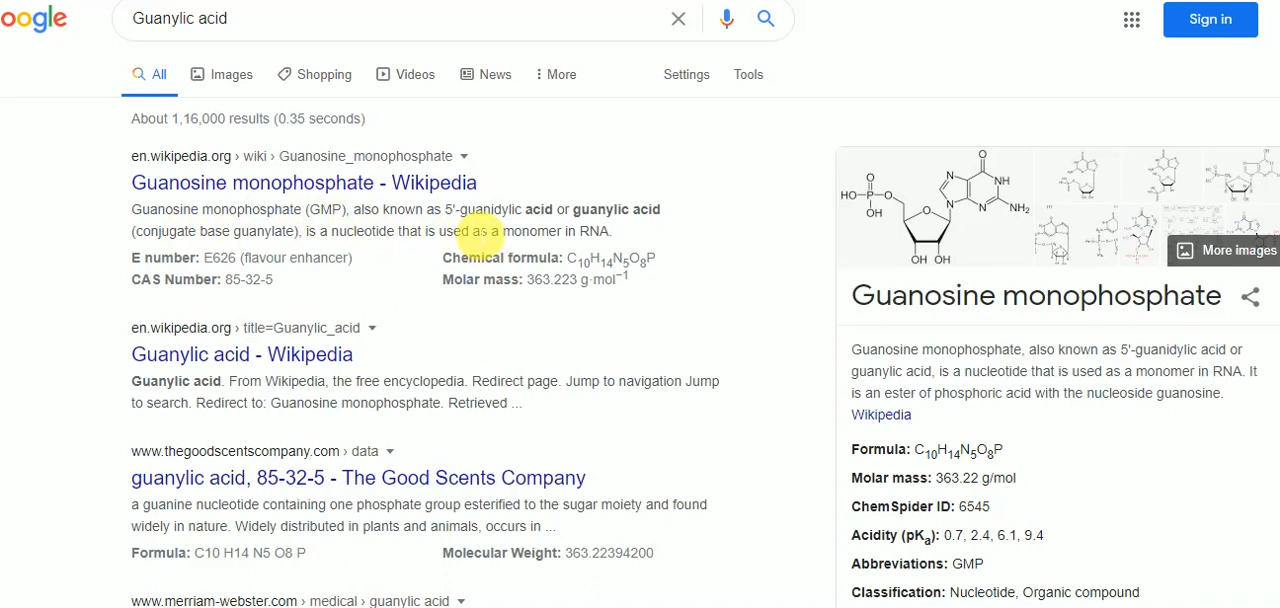 oogle
Guanylic acid
Sign in
All Images Shopping Videos News More Settings Tools
About 1,16,000 results (0.35 seconds)
en.wikipedia.org › wiki › Guanosine_monophosphate
Guanosine monophosphate - Wikipedia
Guanosine monophosphate (GMP), also known as 5'-guanidylic acid or guanylic acid
(conjugate base guanylate), is a nucleotide that is used as a monomer in RNA.
E number: E626 (flavour enhancer) Chemical formula: C10H14N5O8P
CAS Number: 85-32-5 Molar mass: 363.223 g·mol−1
en.wikipedia.org › title=Guanylic_acid
Guanylic acid - Wikipedia
Guanylic acid. From Wikipedia, the free encyclopedia. Redirect page. Jump to navigation Jump
to search. Redirect to: Guanosine monophosphate. Retrieved ...
www.thegoodscentscompany.com › data
guanylic acid, 85-32-5 - The Good Scents Company
a guanine nucleotide containing one phosphate group esterified to the sugar moiety and found
widely in nature. Widely distributed in plants and animals, occurs in ...
Formula: C10 H14 N5 O8 P Molecular Weight: 363.22394200
www.merriam-webster.com › medical › guanylic acid
O
O
HO P O
OH
N
NH
N
N
NH2
O
OH OH
More images
Guanosine monophosphate
Guanosine monophosphate, also known as 5'-guanidylic acid or
guanylic acid, is a nucleotide that is used as a monomer in RNA. It
is an ester of phosphoric acid with the nucleoside guanosine.
Wikipedia
Formula: C10H14N5O8P
Molar mass: 363.22 g/mol
ChemSpider ID: 6545
Acidity (pKa): 0.7, 2.4, 6.1, 9.4
Abbreviations: GMP
Classification: Nucleotide, Organic compound